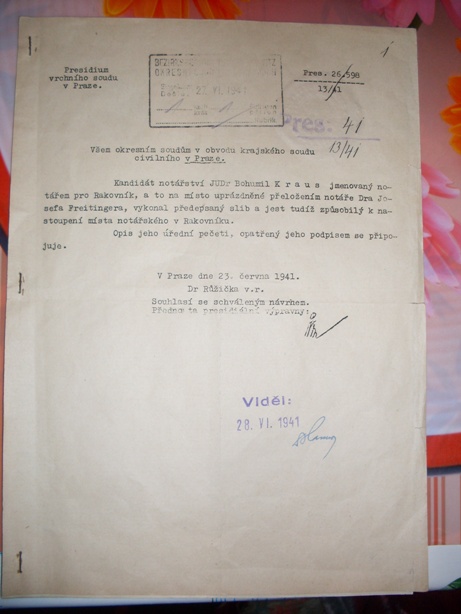 Presidium
vrchního soudu
v Praze.
Pres. 26.598
13/41
VI. 1941
Pres: 41
13/41
Všem okresním soudům v obvodu krajského soudu
civilního v Praze.
Kandidát notářství JUDr Bohumil K r a u s jmenovaný no-
tářem pro Rakovník, a to na místo uprázdněné přeložením notáře Dra Jo-
sefa Freitingera, vykonal předepsaný slib a jest tudíž způsobilý k na-
stoupení místa notářského v Rakovníku.
Opis jeho úřední pečeti, opatřený jeho podpisem se připo-
juje.
V Praze dne 23. června 1941.
Dr Růžička v.r.
Souhlasí se schváleným návrhem.
Přednosta presidiální výpravny:
Viděl:
28. VI. 1941